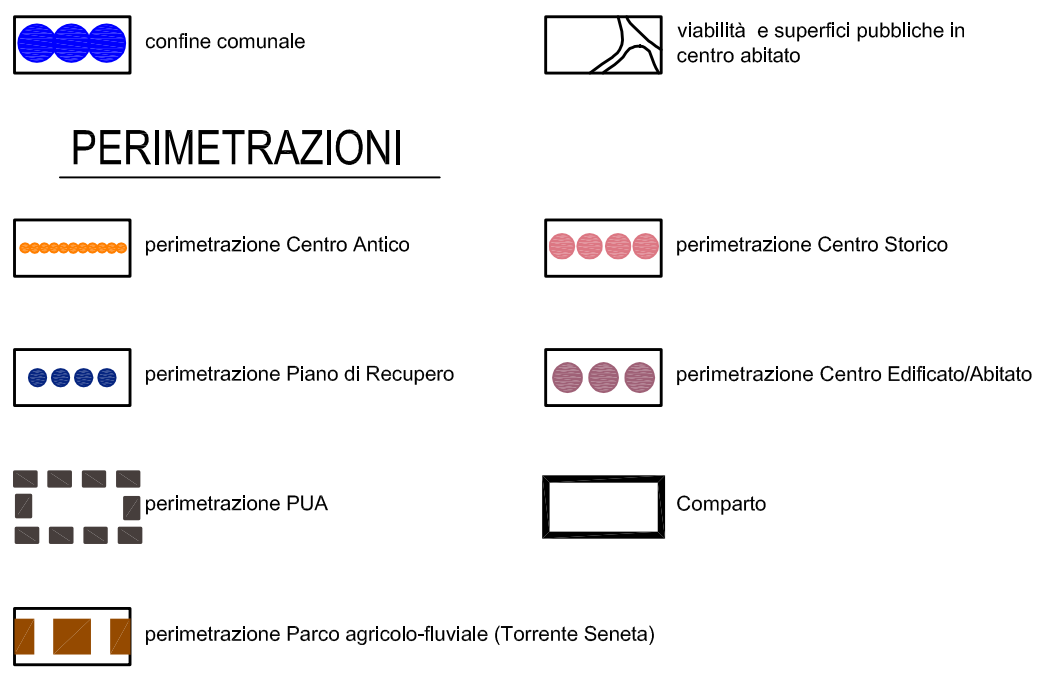 confine comunale
viabilità e superfici pubbliche in
centro abitato
PERIMETRAZIONI
perimetrazione Centro Antico
perimetrazione Centro Storico
perimetrazione Piano di Recupero
perimetrazione Centro Edificato/Abitato
perimetrazione PUA
Comparto
perimetrazione Parco agricolo-fluviale (Torrente Seneta)